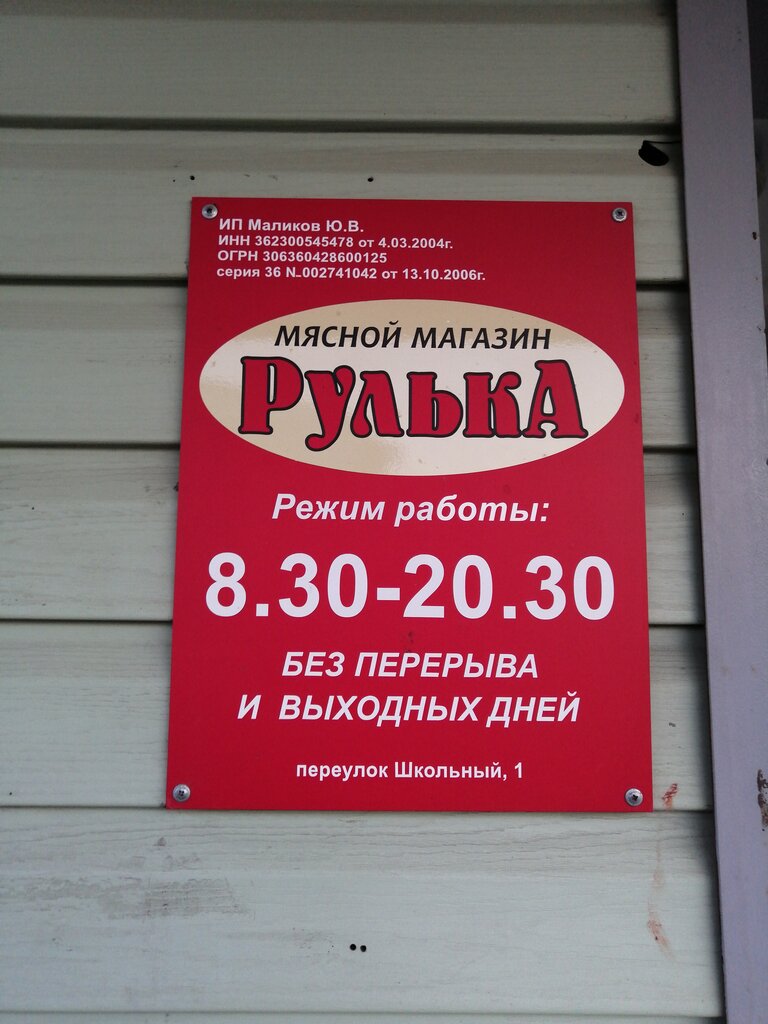 ИП Маликов Ю.В.
ИНН 362300545478 от 4.03.2004г.
ОГРН 306360428600125
серия 36 №002741042 от 13.10.2006г.
МЯСНОЙ МАГАЗИН
РУЛЬКА
Режим работы:
8.30-20.30
БЕЗ ПЕРЕРЫВА
И ВЫХОДНЫХ ДНЕЙ
переулок Школьный, 1